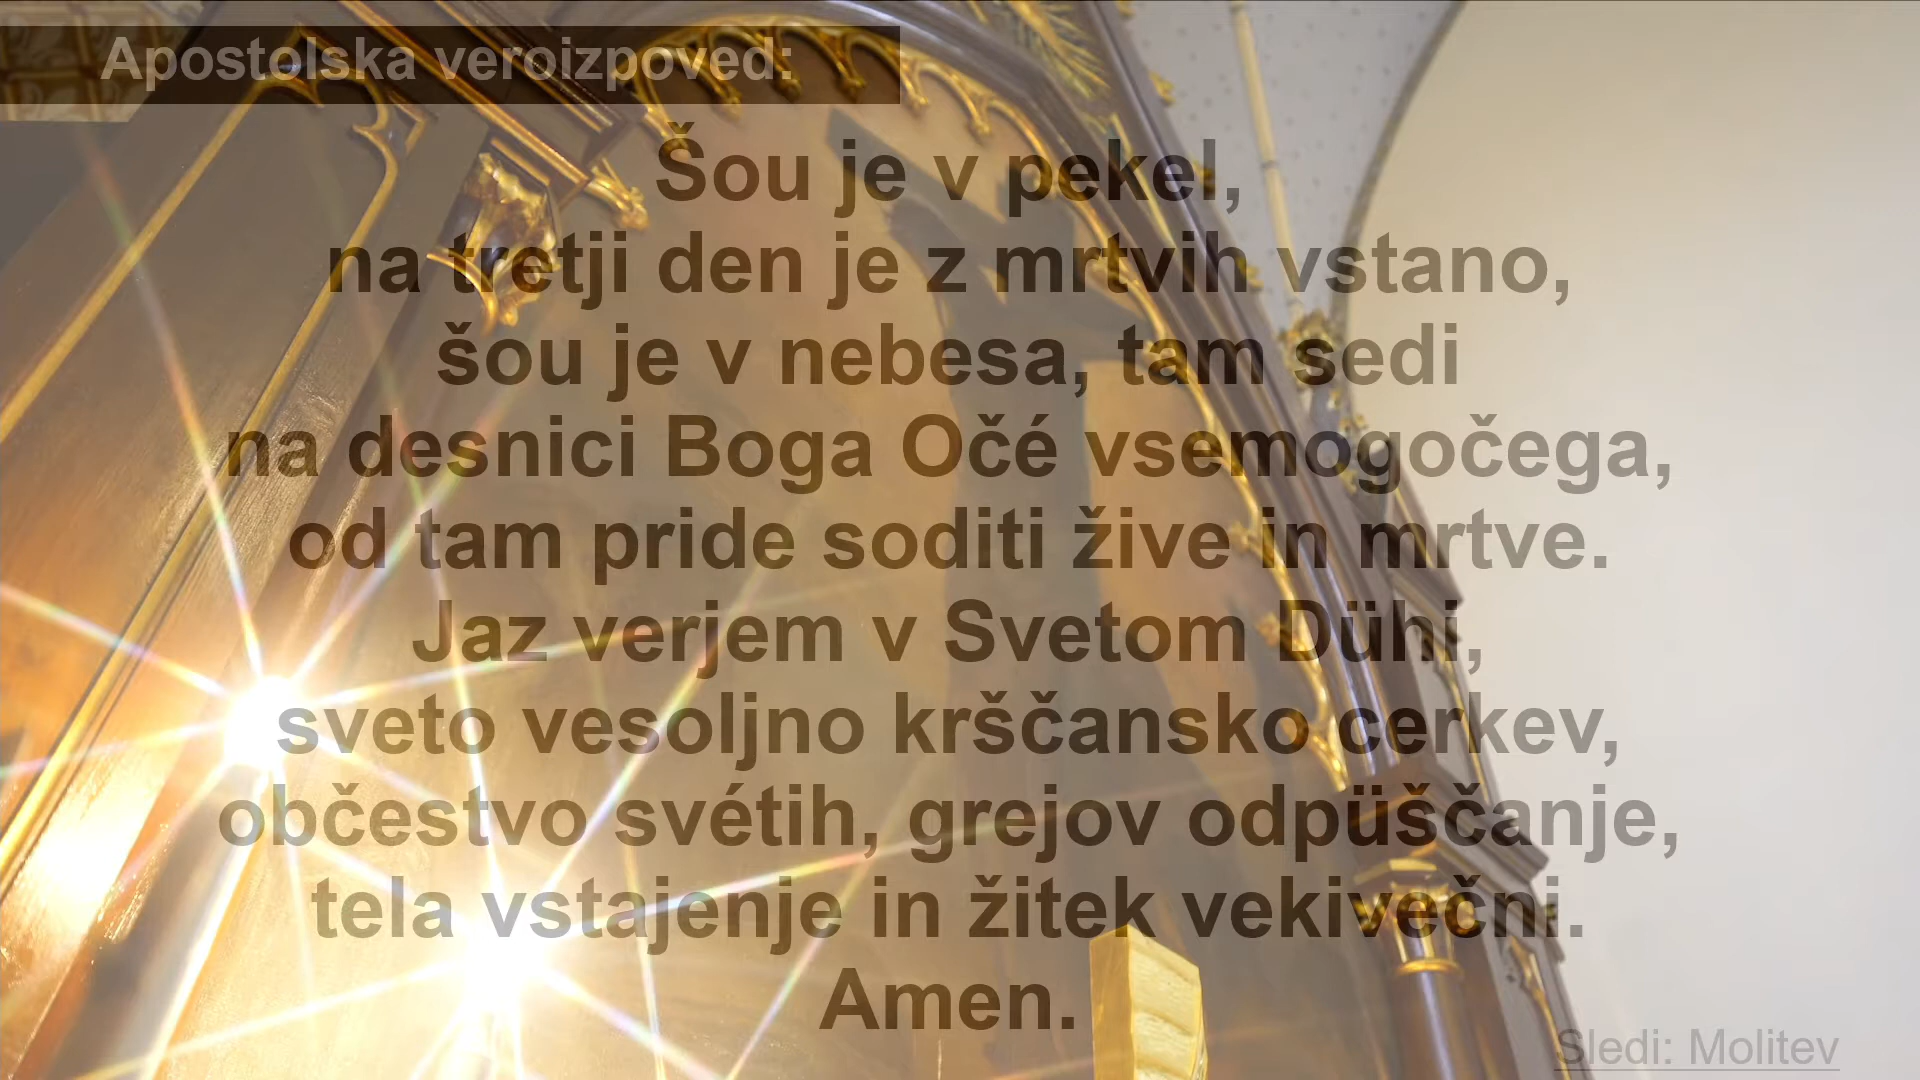 Apostolska veroizpoved:
Šou je v pekel,
na tretji den je z mrtvih vstano,
šou je v nebesa, tam sedi
na desnici Boga Očé vsemogočega,
od tam pride soditi žive in mrtve.
Jaz verjem v Svetom Dühi,
sveto vesoljno krščansko cerkev,
občestvo svétih, grejov odpüščanje,
tela vstajenje in žitek vekivečni.
Amen.
Sledi: Molitev